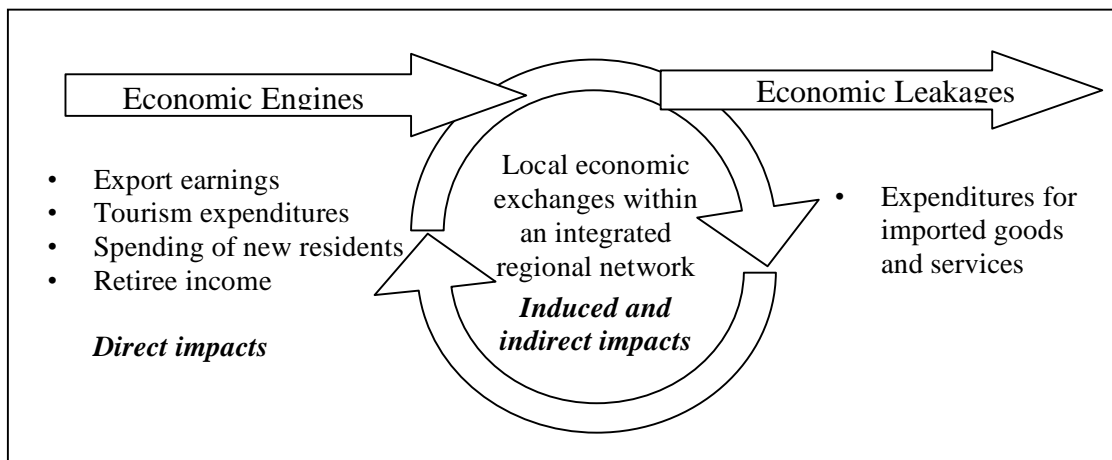 Economic Engines
Economic Leakages
• Export earnings
• Tourism expenditures
• Spending of new residents
• Retiree income
Direct impacts
Local economic
exchanges within
an integrated
regional network
Induced and
indirect impacts
• Expenditures for
imported goods
and services